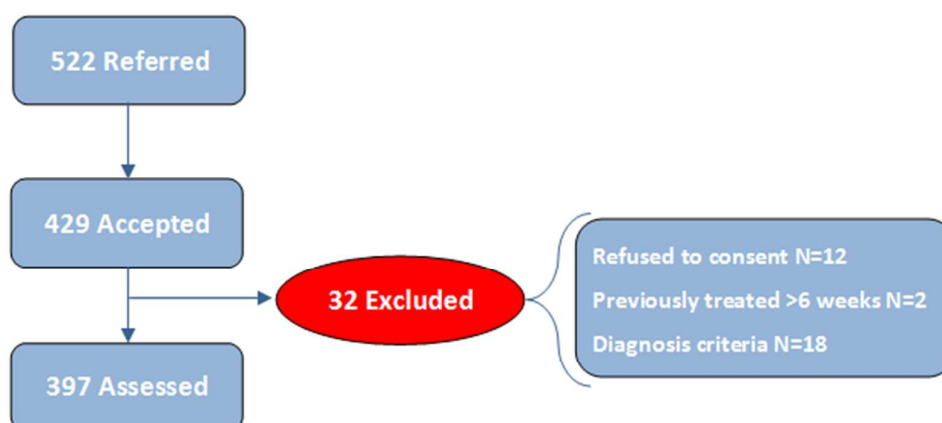 522 Referred
429 Accepted
32 Excluded
Refused to consent N=12
Previously treated >6 weeks N=2
Diagnosis criteria N=18
397 Assessed